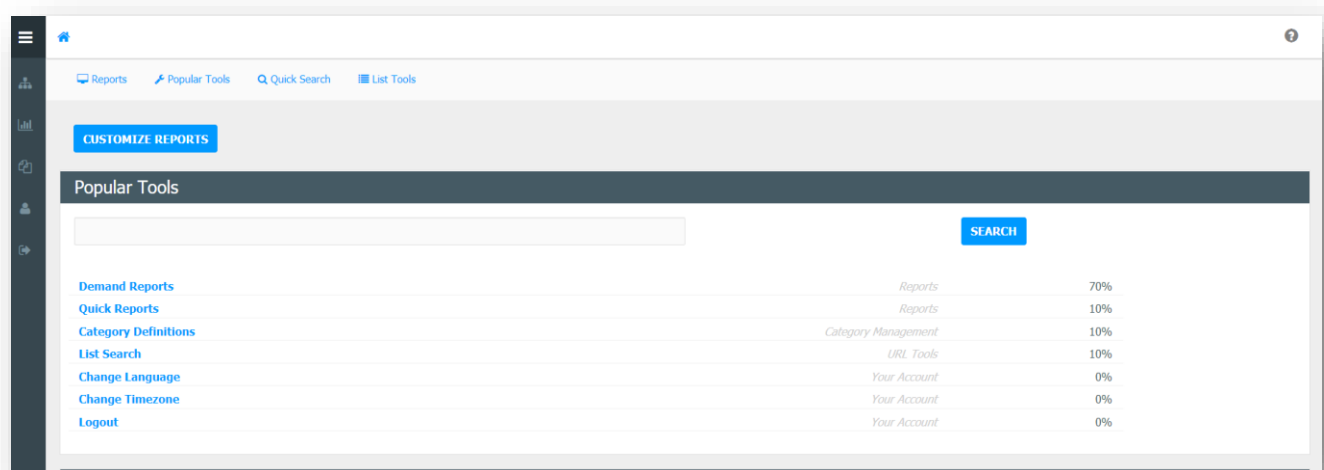 Reports Popular Tools Quick Search List Tools
CUSTOMIZE REPORTS
Popular Tools
SEARCH
Demand Reports Reports 70%
Quick Reports Reports 10%
Category Definitions Category Management 10%
List Search URL Tools 10%
Change Language Your Account 0%
Change Timezone Your Account 0%
Logout Your Account 0%